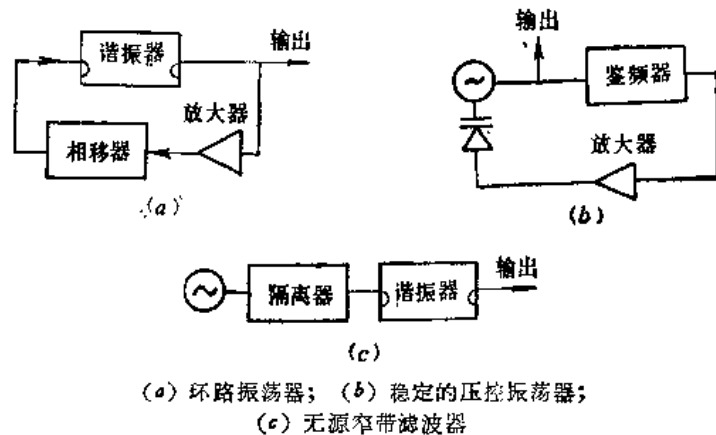 谐振器
输出
放大器
相移器
(a)
输出
鉴频器
放大器
(b)
隔离器
谐振器
输出
(c)
(a) 环路振荡器； (b) 稳定的压控振荡器；
(c) 无源窄带滤波器